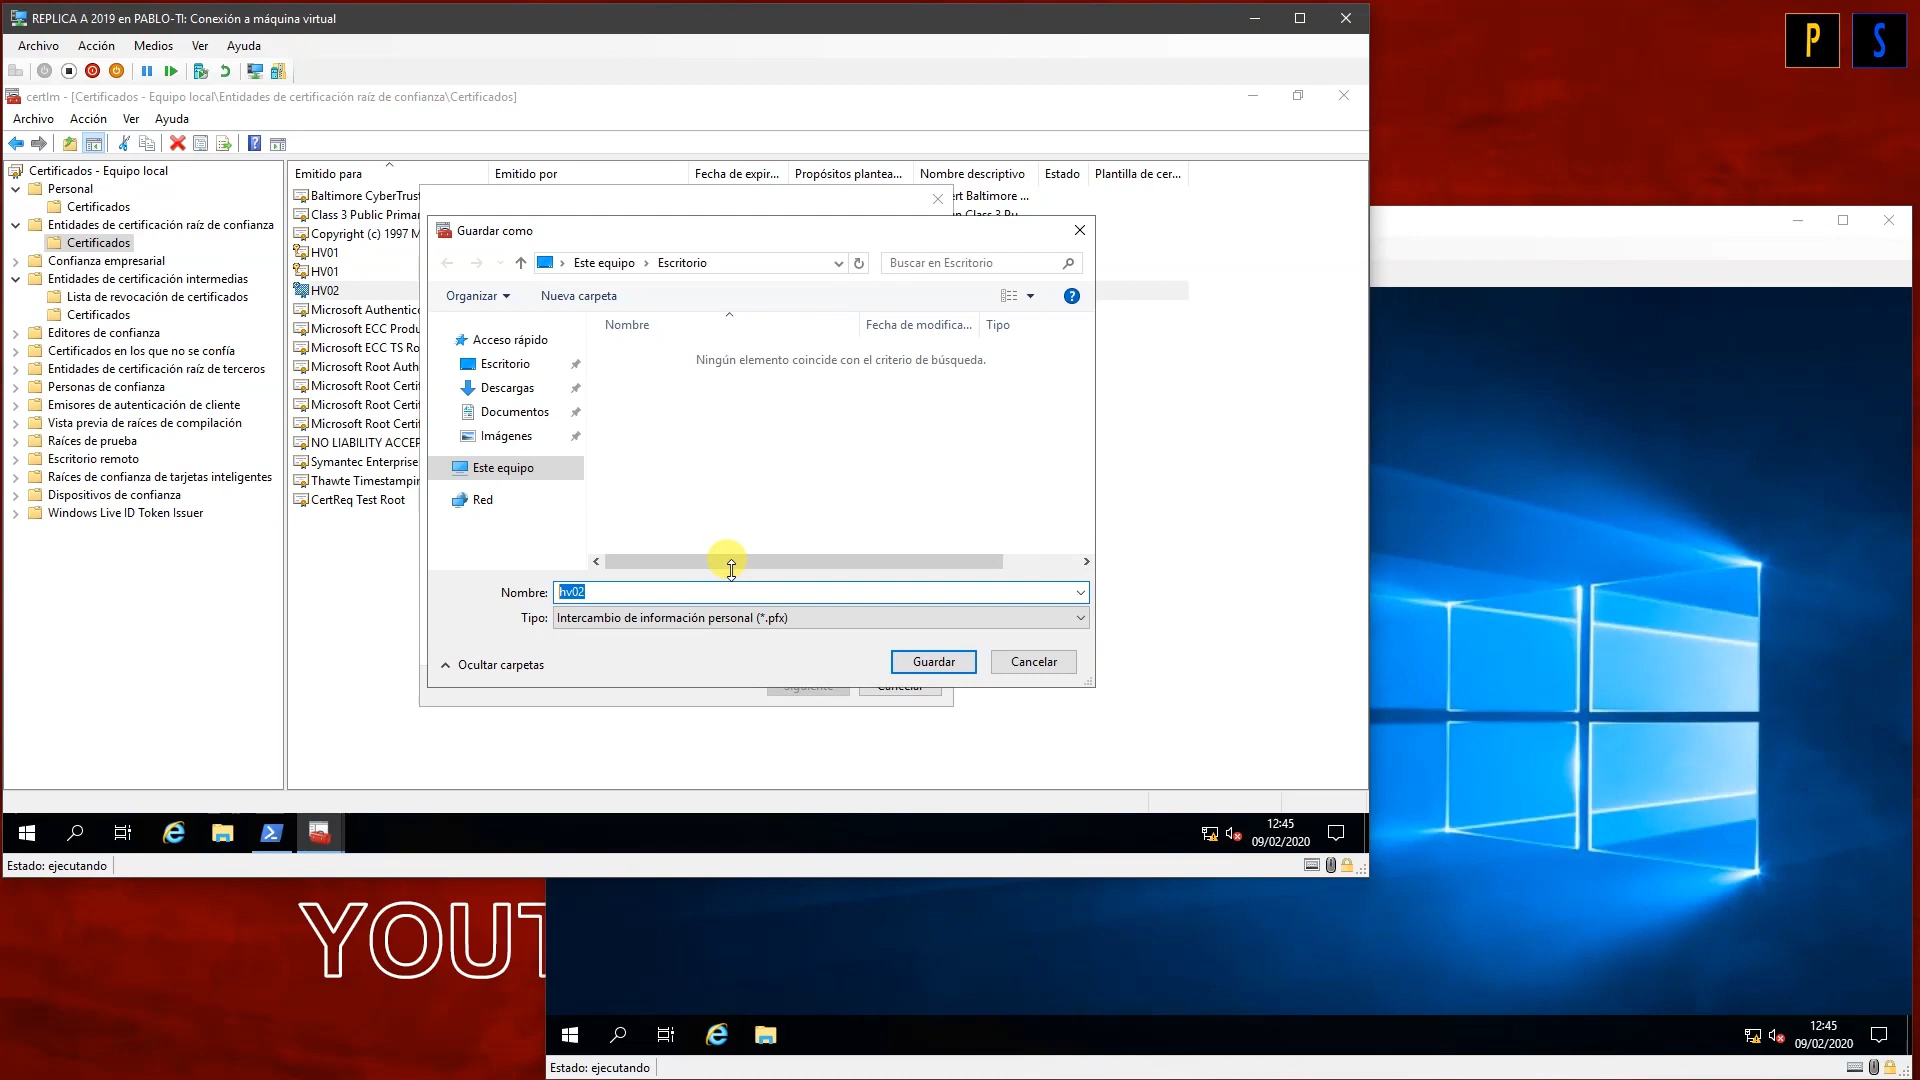 REPLICA A 2019 en PABLO-TI: Conexión a máquina virtual
P S
Archivo Acción Medios Ver Ayuda
certlm - [Certificados - Equipo local\Entidades de certificación raíz de confianza\Certificados]
Archivo Acción Ver Ayuda
Certificados - Equipo local
Personal
Certificados
Entidades de certificación raíz de confianza
Certificados
Confianza empresarial
Entidades de certificación intermedias
Lista de revocación de certificados
Certificados
Editores de confianza
Certificados en los que no se confía
Entidades de certificación raíz de terceros
Personas de confianza
Emisores de autenticación de cliente
Vista previa de raíces de compilación
Raíces de prueba
Escritorio remoto
Raíces de confianza de tarjetas inteligentes
Dispositivos de confianza
Windows Live ID Token Issuer
Emitido para Emitido por Fecha de expir... Propósitos plantea... Nombre descriptivo Estado Plantilla de cer...
Baltimore CyberTrust
ert Baltimore ...
Class 3 Public Primar
n Class 3 Pu
Copyright (c) 1997 M
HV01
HV01
HV02
Microsoft Authentic
Microsoft ECC Produ
Microsoft ECC TS Ro
Microsoft Root Auth
Microsoft Root Certi
Microsoft Root Certi
Microsoft Root Certi
NO LIABILITY ACCEP
Symantec Enterprise
Thawte Timestampin
CertReq Test Root
Guardar como
Este equipo Escritorio
Buscar en Escritorio
Organizar Nueva carpeta
Acceso rápido
Escritorio
Descargas
Documentos
Imágenes
Este equipo
Red
Nombre Fecha de modifica... Tipo
Ningún elemento coincide con el criterio de búsqueda.
Nombre: hv02
Tipo: Intercambio de información personal (*.pfx)
Ocultar carpetas
Guardar Cancelar
Siguiente Cancelar
12:45
09/02/2020
Estado: ejecutando
YOUT
12:45
09/02/2020
Estado: ejecutando